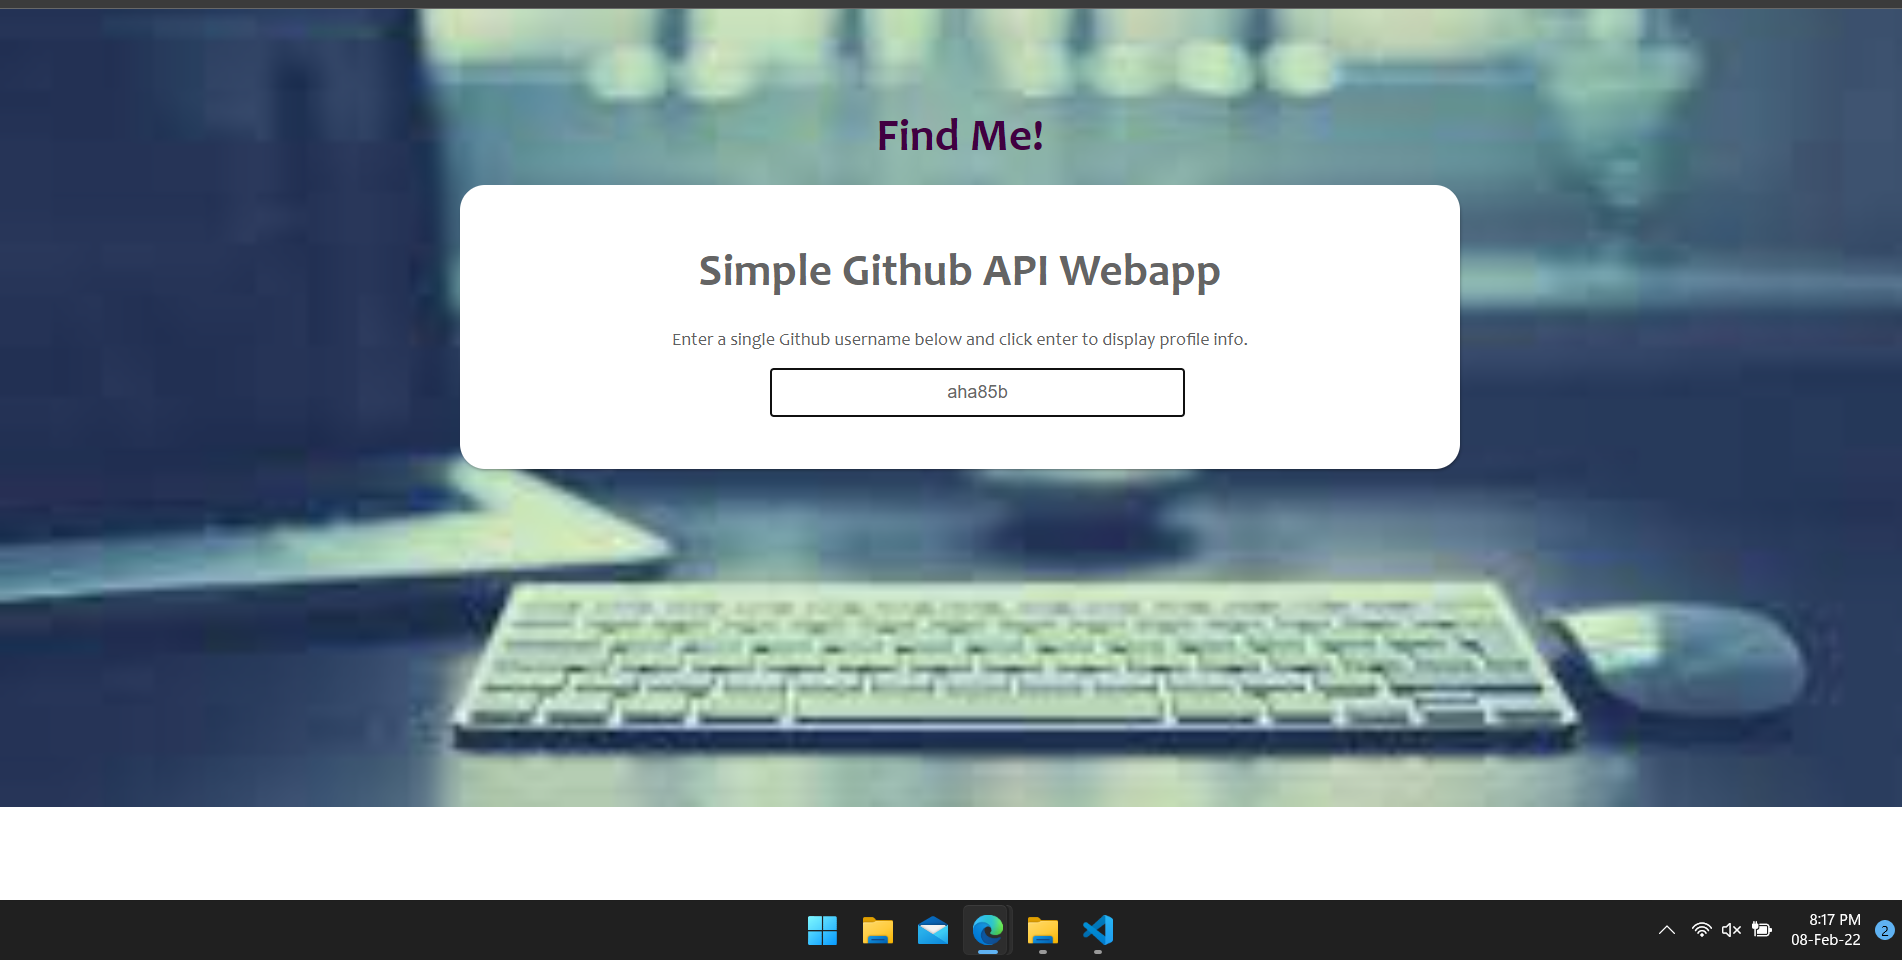 Find Me!
Simple Github API Webapp
Enter a single Github username below and click enter to display profile info.
aha85b
8:17 PM
08-Feb-22
2